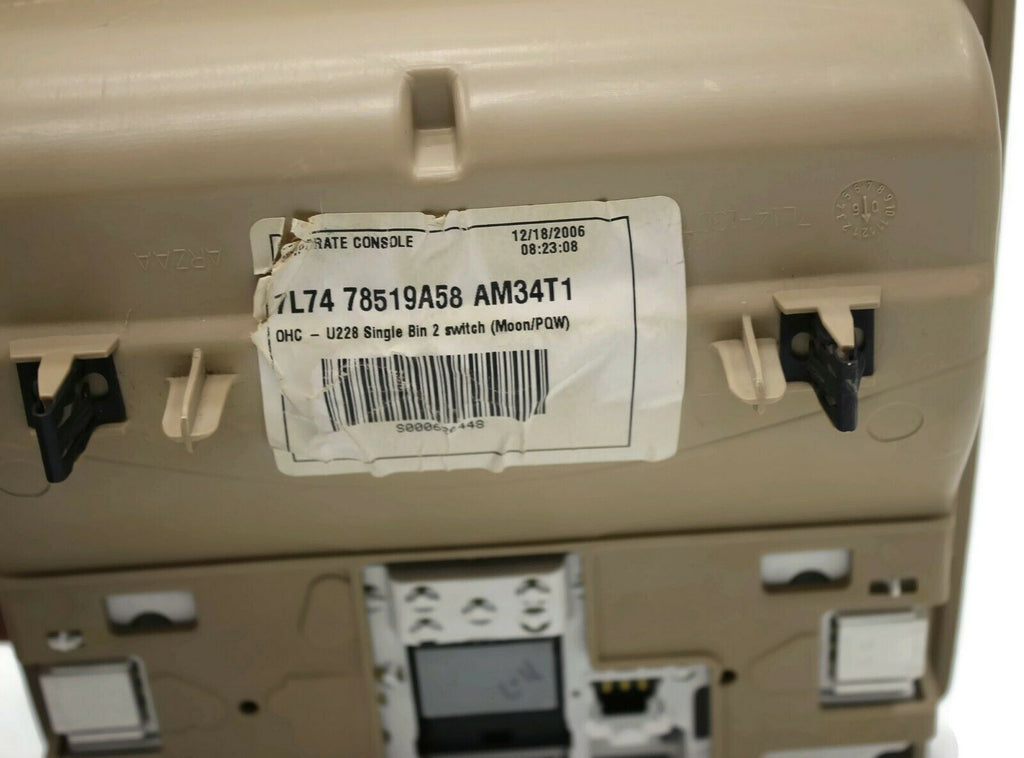 RATE CONSOLE
12/18/2006
08:23:08
7L74 78519A58 AM34T1
OHC - U228 Single Bin 2 switch (Moon/PQW)
ARZAA